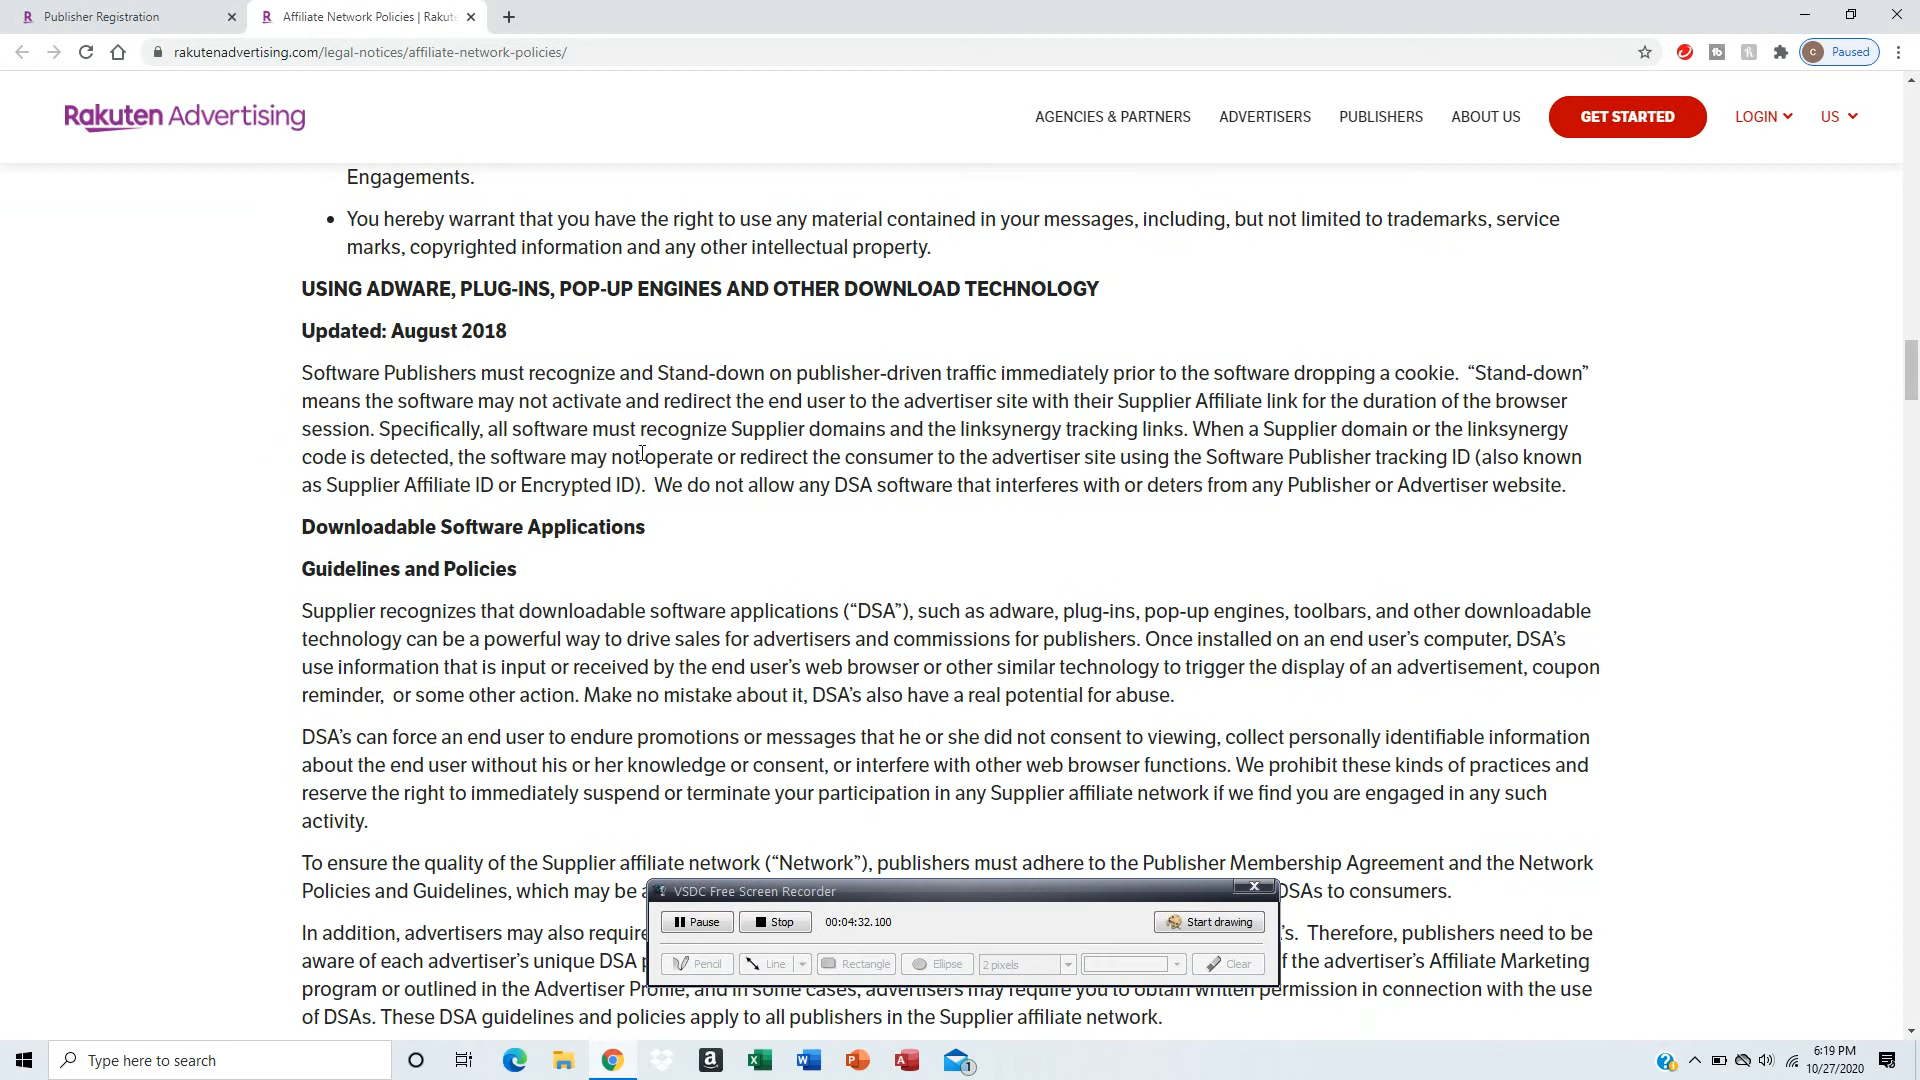 Publisher Registration
Affiliate Network Policies | Rakute
rakutenadvertising.com/legal-notices/affiliate-network-policies/
C Paused
Rakuten Advertising
AGENCIES & PARTNERS ADVERTISERS PUBLISHERS ABOUT US GET STARTED LOGIN US
Engagements.
• You hereby warrant that you have the right to use any material contained in your messages, including, but not limited to trademarks, service
marks, copyrighted information and any other intellectual property.
USING ADWARE, PLUG-INS, POP-UP ENGINES AND OTHER DOWNLOAD TECHNOLOGY
Updated: August 2018
Software Publishers must recognize and Stand-down on publisher-driven traffic immediately prior to the software dropping a cookie. “Stand-down”
means the software may not activate and redirect the end user to the advertiser site with their Supplier Affiliate link for the duration of the browser
session. Specifically, all software must recognize Supplier domains and the linksynergy tracking links. When a Supplier domain or the linksynergy
code is detected, the software may not operate or redirect the consumer to the advertiser site using the Software Publisher tracking ID (also known
as Supplier Affiliate ID or Encrypted ID). We do not allow any DSA software that interferes with or deters from any Publisher or Advertiser website.
Downloadable Software Applications
Guidelines and Policies
Supplier recognizes that downloadable software applications (“DSA”), such as adware, plug-ins, pop-up engines, toolbars, and other downloadable
technology can be a powerful way to drive sales for advertisers and commissions for publishers. Once installed on an end user’s computer, DSA’s
use information that is input or received by the end user’s web browser or other similar technology to trigger the display of an advertisement, coupon
reminder, or some other action. Make no mistake about it, DSA’s also have a real potential for abuse.
DSA’s can force an end user to endure promotions or messages that he or she did not consent to viewing, collect personally identifiable information
about the end user without his or her knowledge or consent, or interfere with other web browser functions. We prohibit these kinds of practices and
reserve the right to immediately suspend or terminate your participation in any Supplier affiliate network if we find you are engaged in any such
activity.
To ensure the quality of the Supplier affiliate network (“Network”), publishers must adhere to the Publisher Membership Agreement and the Network
Policies and Guidelines, which may be a DSAs to consumers.
In addition, advertisers may also require ’s. Therefore, publishers need to be
aware of each advertiser’s unique DSA p f the advertiser’s Affiliate Marketing
program or outlined in the Advertiser Profile, and in some cases, advertisers may require you to obtain written permission in connection with the use
of DSAs. These DSA guidelines and policies apply to all publishers in the Supplier affiliate network.
VSDC Free Screen Recorder
Pause Stop 00:04:32.100 Start drawing
Pencil Line Rectangle Ellipse 2 pixels Clear
Type here to search
6:19 PM
10/27/2020